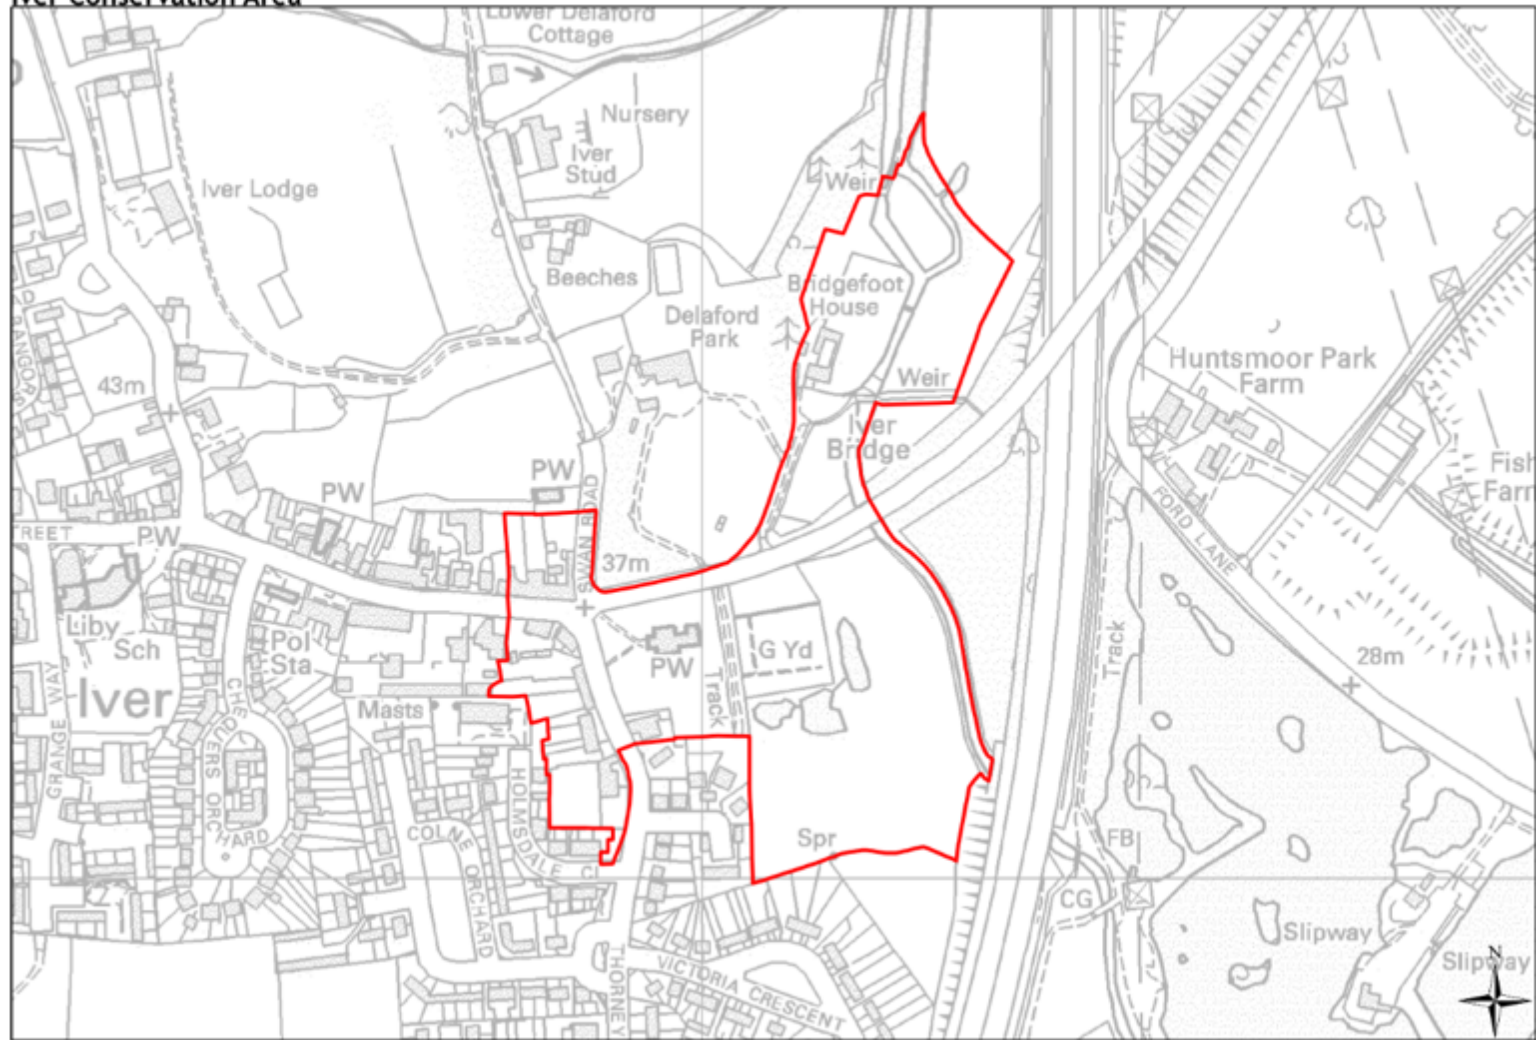 Iver Conservation Area
Lower Delaford
Cottage
Nursery
Iver
Stud
Iver Lodge
Weir
Beeches
Bridgefoot
House
Delaford
Park
Huntsmoor Park
Farm
43m
Weir
Iver
Bridge
PW
PW
Fish
Farm
FORD LANE
SWAN ROAD
TREET
PW
37m
Liby
Sch
Pol
Sta
PW
G Yd
Track
Track
28m
Iver
GRANGE WAY
CHEQUERS ORCHARD
Masts
HOLMSDALE C
COLNE ORCHARD
Spr
FB
CG
Slipway
Slipway
THORNEY
VICTORIA CRESCENT
N